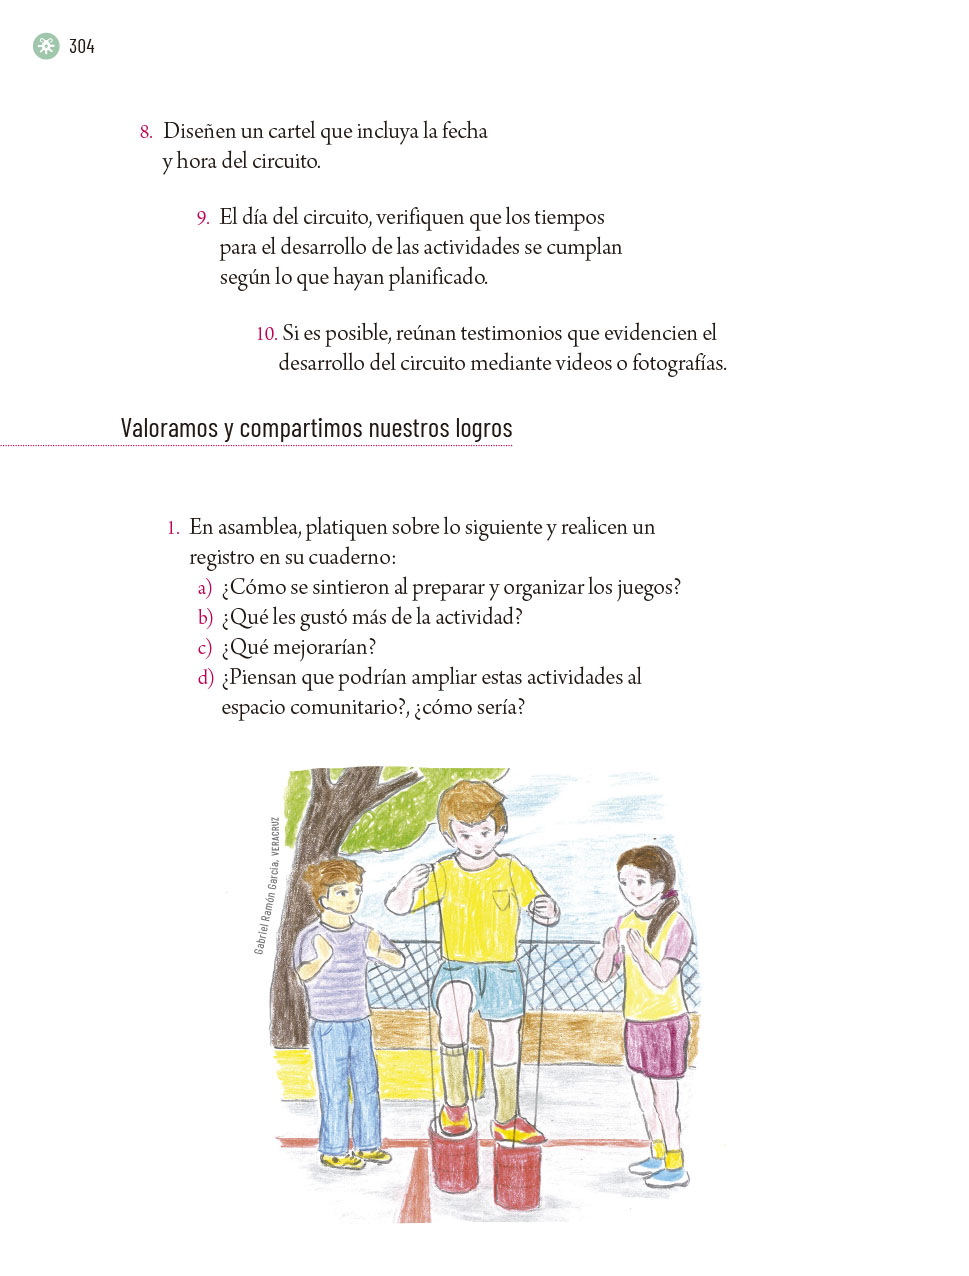 304
8. Diseñen un cartel que incluya la fecha
y hora del circuito.
9. El día del circuito, verifiquen que los tiempos
para el desarrollo de las actividades se cumplan
según lo que hayan planificado.
10. Si es posible, reúnan testimonios que evidencien el
desarrollo del circuito mediante videos o fotografías.
Valoramos y compartimos nuestros logros
1. En asamblea, platiquen sobre lo siguiente y realicen un
registro en su cuaderno:
a) ¿Cómo se sintieron al preparar y organizar los juegos?
b) ¿Qué les gustó más de la actividad?
c) ¿Qué mejorarían?
d) ¿Piensan que podrían ampliar estas actividades al
espacio comunitario?, ¿cómo sería?
Gabriel Ramón García, VERACRUZ